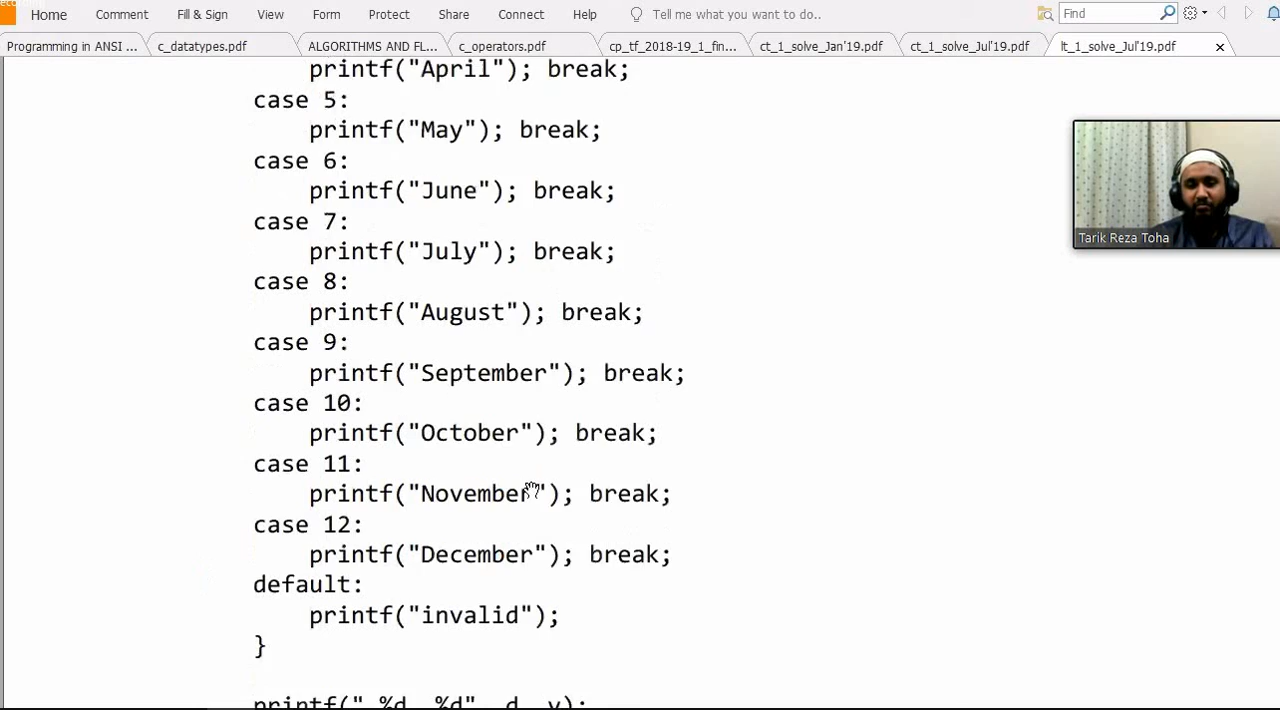 Home Comment Fill & Sign View Form Protect Share Connect Help Tell me what you want to do.. Find
Programming in ANSI ... c_datatypes.pdf ALGORITHMS AND FL... c_operators.pdf cp_tf_2018-19_1_fin... ct_1_solve_Jan'19.pdf ct_1_solve_Jul'19.pdf lt_1_solve_Jul'19.pdf ×
printf("April"); break;
case 5:
printf("May"); break;
case 6:
printf("June"); break;
case 7:
printf("July"); break;
case 8:
printf("August"); break;
case 9:
printf("September"); break;
case 10:
printf("October"); break;
case 11:
printf("November"); break;
case 12:
printf("December"); break;
default:
printf("invalid");
}
printf(" %d, %d", d, y);
Tarik Reza Toha